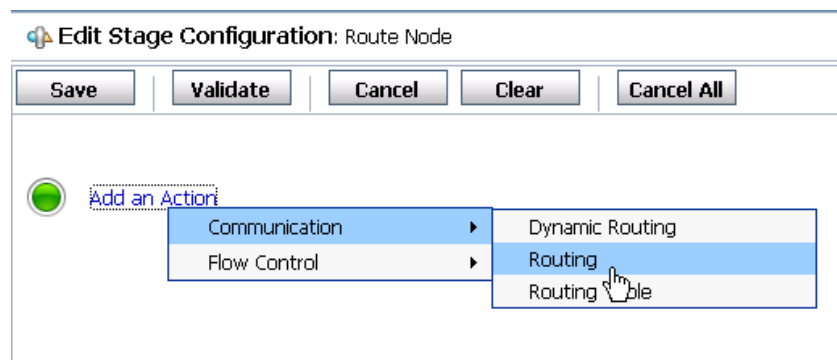 Edit Stage Configuration: Route Node
Save Validate Cancel Clear Cancel All
Add an Action
Communication Dynamic Routing
Flow Control Routing
Routing